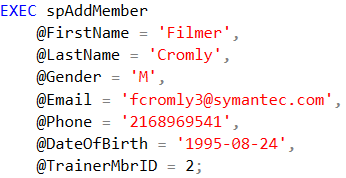 EXEC spAddMember
@FirstName = 'Filmer',
@LastName = 'Cromly',
@Gender = 'M',
@Email = 'fcromly3@symantec.com',
@Phone = '2168969541',
@DateOfBirth = '1995-08-24',
@TrainerMbrID = 2;